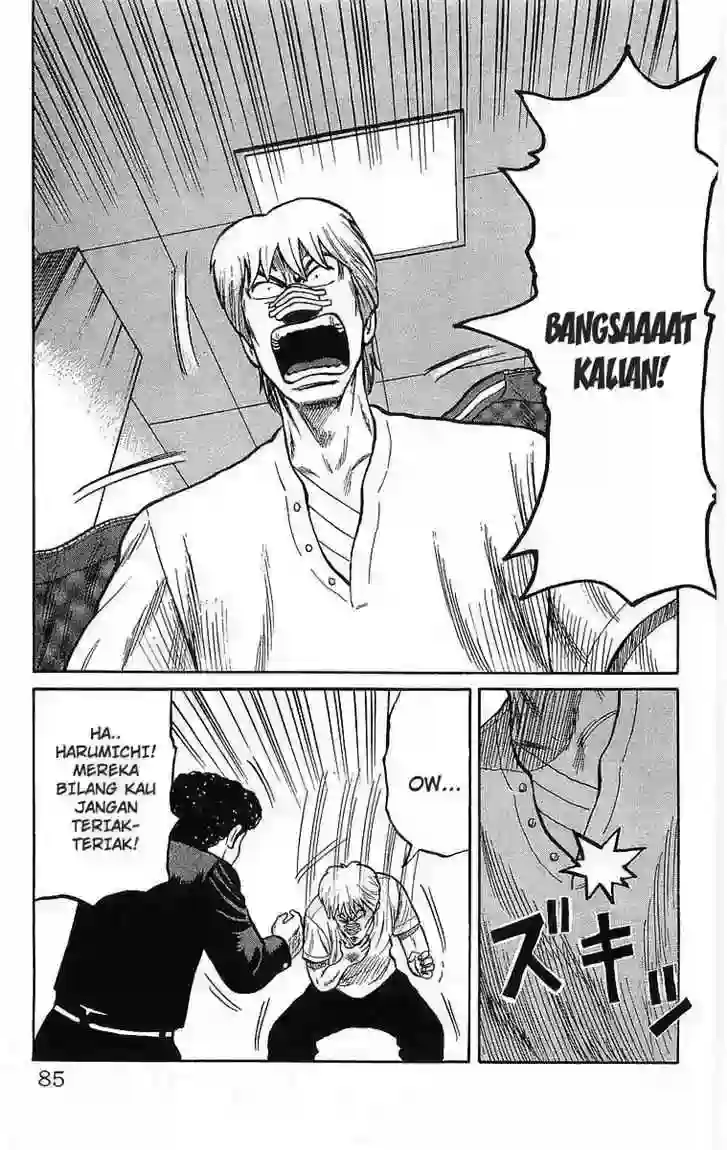 BANGSAAAAT
KALIAN!
ズキッ
OW...
HA..
HARUMICHI!
MEREKA
BILANG KAU
JANGAN
TERIAK-
TERIAK!
85